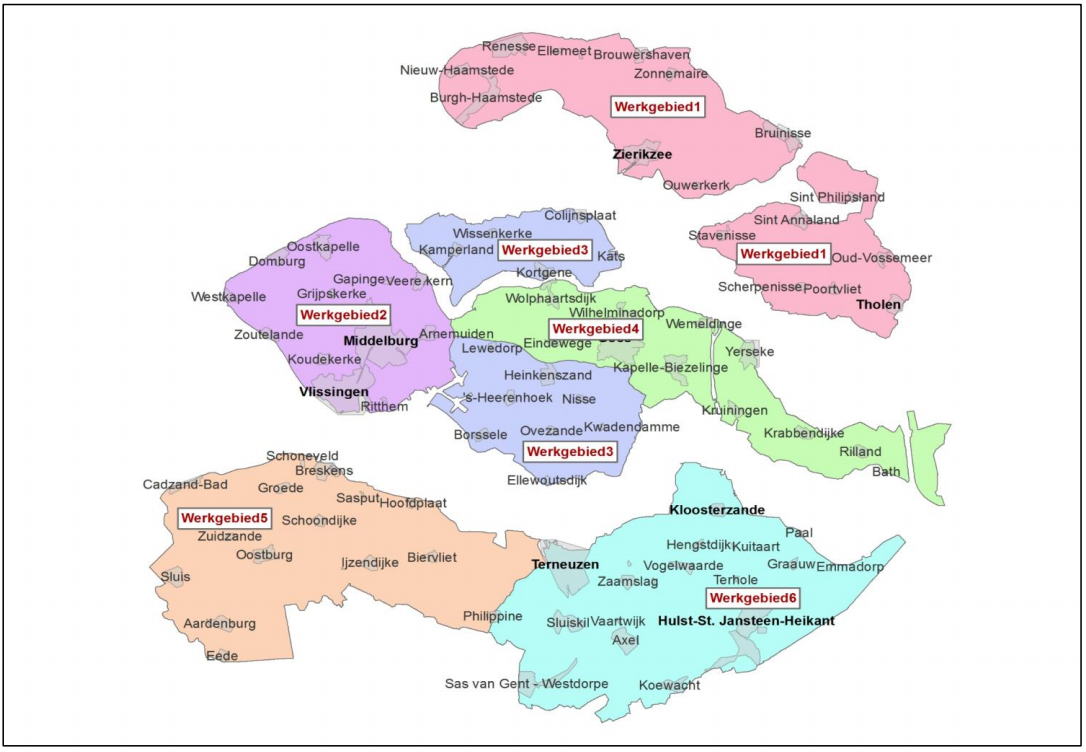 Renesse
Ellemeet
Brouwershaven
Nieuw-Haamstede
Zonnemaire
Burgh-Haamstede
Werkgebied1
Bruinisse
Zierikzee
Ouwerkerk
Sint Philipsland
Sint Annaland
Stavenisse
Werkgebied1
Oud-Vossemeer
Scherpenisse
Poortvliet
Tholen
Colijnsplaat
Wissenkerke
Kamperland
Werkgebied3
Kats
Kortgene
Oostkapelle
Domburg
Gapinge
Veere kern
Westkapelle
Grijpskerke
Werkgebied2
Zoutelande
Middelburg
Arnemuiden
Koudekerke
Vlissingen
Ritthem
Wolphaartsdijk
Wilhelminadorp
Werkgebied4
Wemeldinge
Eindewege
Lewedorp
Yerseke
Kapelle-Biezelinge
Heinkenszand
's-Heerenhoek
Nisse
Kruiningen
Borssele
Ovezande
Kwadendamme
Krabbendijke
Werkgebied3
Rilland
Bath
Ellewoutsdijk
Schoneveld
Breskens
Cadzand-Bad
Groede
Sasput
Hoofdplaat
Werkgebied5
Schoondijke
Zuidzande
Oostburg
Ijzendijke
Biervliet
Sluis
Aardenburg
Eede
Philippine
Kloosterzande
Paal
Hengstdijk
Kuitaart
Terneuzen
Vogelwaarde
Graauw
Emmadorp
Zaamslag
Terhole
Werkgebied6
Sluiskil
Vaartwijk
Hulst-St. Jansteen-Heikant
Axel
Sas van Gent - Westdorpe
Koewacht